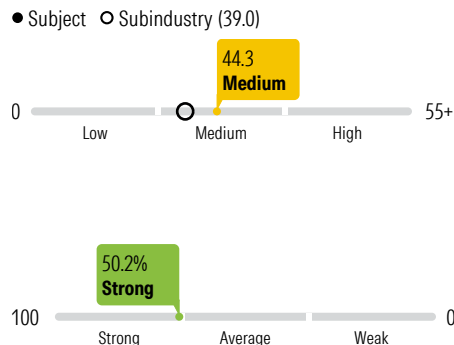 Subject Subindustry (39.0)
44.3
Medium
0 55+
Low Medium High
50.2%
Strong
100 0
Strong Average Weak